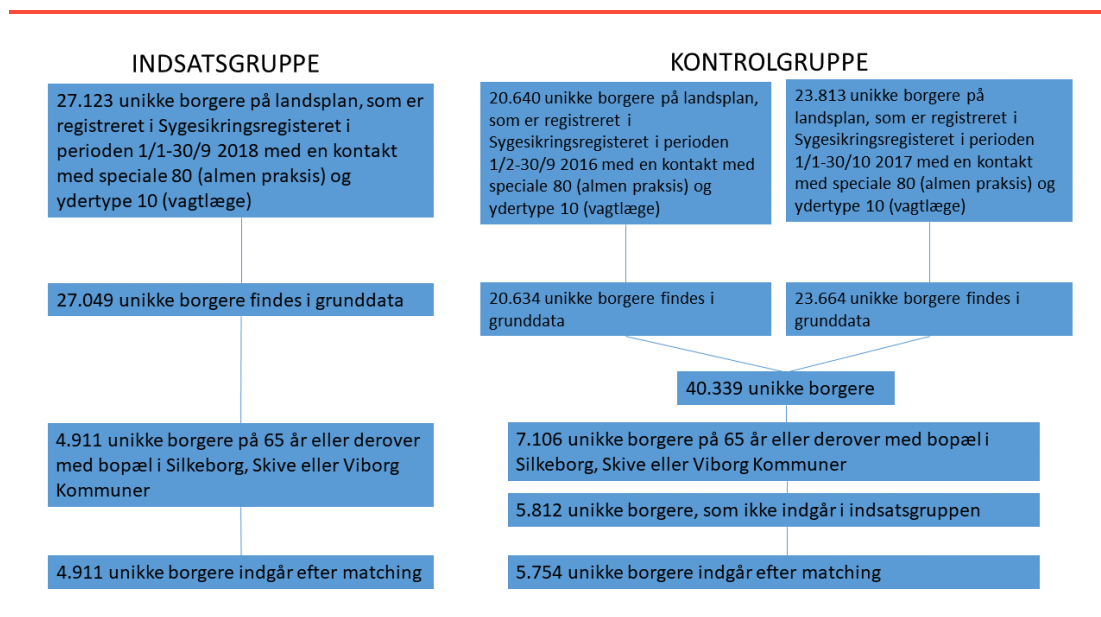 INDSATSGRUPPE
27.123 unikke borgere på landsplan, som er
registreret i Sygesikringsregisteret i
perioden 1/1-30/9 2018 med en kontakt
med speciale 80 (almen praksis) og
ydertype 10 (vagtlæge)
27.049 unikke borgere findes i grunddata
4.911 unikke borgere på 65 år eller derover
med bopæl i Silkeborg, Skive eller Viborg
Kommuner
4.911 unikke borgere indgår efter matching
KONTROLGRUPPE
20.640 unikke borgere på landsplan,
som er registreret i
Sygesikringsregisteret i perioden
1/2-30/9 2016 med en kontakt med
speciale 80 (almen praksis) og
ydertype 10 (vagtlæge)
23.813 unikke borgere på
landsplan, som er registreret i
Sygesikringsregisteret i perioden
1/1-30/10 2017 med en kontakt
med speciale 80 (almen praksis) og
ydertype 10 (vagtlæge)
20.634 unikke borgere findes i
grunddata
23.664 unikke borgere findes i
grunddata
40.339 unikke borgere
7.106 unikke borgere på 65 år eller derover med bopæl i
Silkeborg, Skive eller Viborg Kommuner
5.812 unikke borgere, som ikke indgår i indsatsgruppen
5.754 unikke borgere indgår efter matching